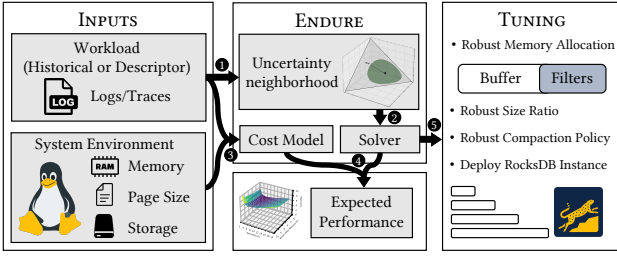 INPUTS
Workload
(Historical or Descriptor)
LOG
Logs/Traces
System Environment
RAM
Memory
Page Size
Storage
1
3
ENDURE
Uncertainty
neighborhood
2
Cost Model
Solver
4
5
Expected
Performance
TUNING
• Robust Memory Allocation
Buffer
Filters
• Robust Size Ratio
• Robust Compaction Policy
• Deploy RocksDB Instance